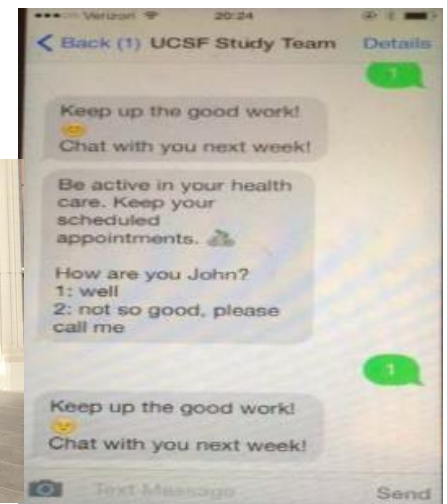 Verizon 20:24
Back (1) UCSF Study Team Details
1
Keep up the good work!
Chat with you next week!
Be active in your health
care. Keep your
scheduled
appointments.
How are you John?
1: well
2: not so good, please
call me
1
Keep up the good work!
Chat with you next week!
Text Message Send